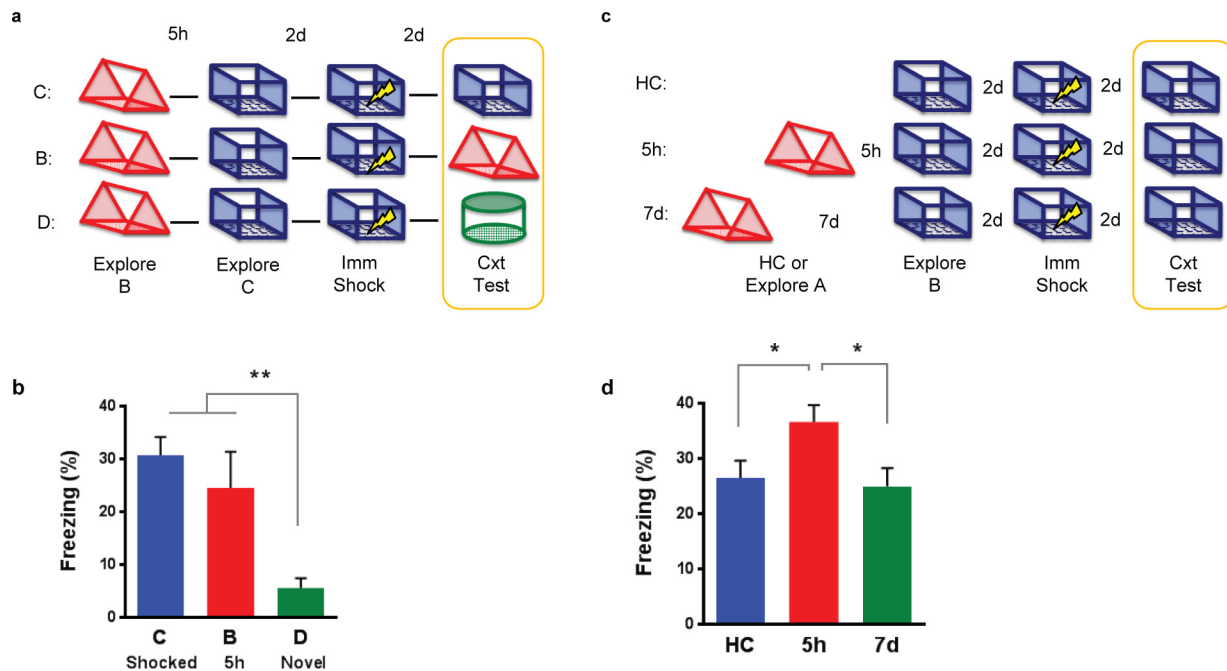 a
5h 2d 2d
C:
B:
D:
Explore B
Explore C
Imm Shock
Cxt Test
b
**
Freezing (%)
40
30
20
10
0
C B D
Shocked 5h Novel
c
HC: 2d 2d
5h: 5h 2d 2d
7d: 7d 2d 2d
HC or Explore A
Explore B
Imm Shock
Cxt Test
d
* *
Freezing (%)
40
30
20
10
0
HC 5h 7d